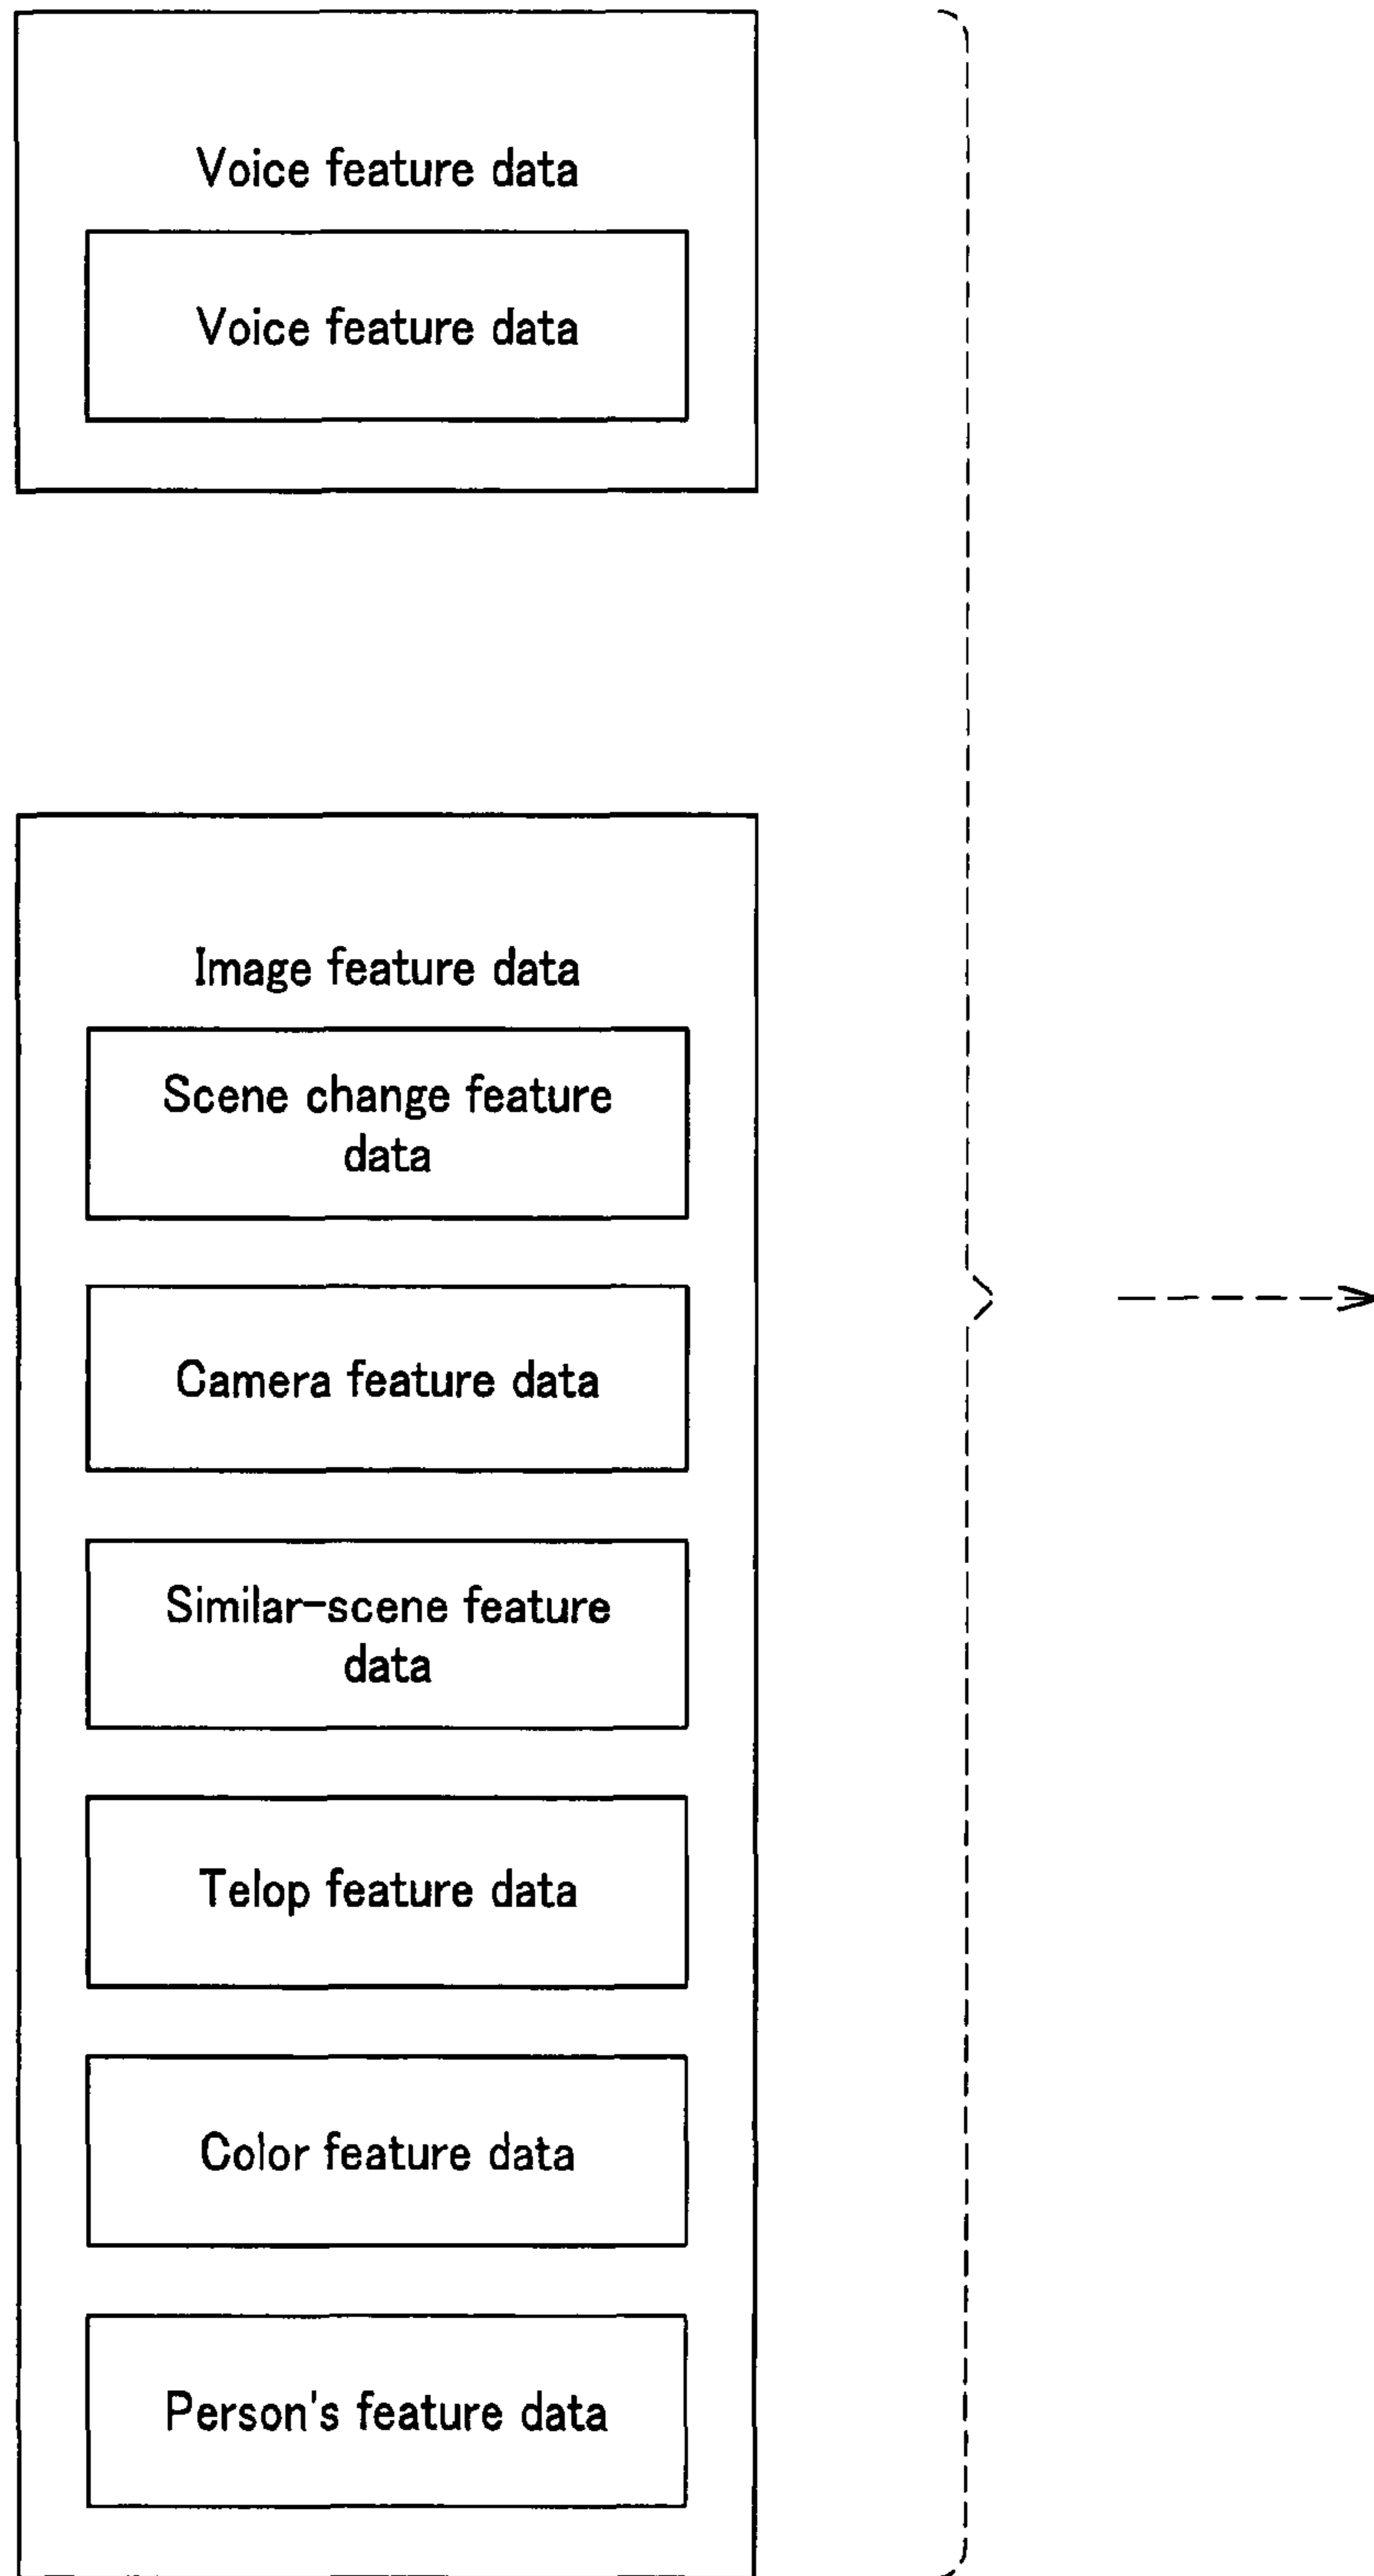 Voice feature data
Voice feature data
Image feature data
Scene change feature
data
Camera feature data
Similar-scene feature
data
Telop feature data
Color feature data
Person's feature data